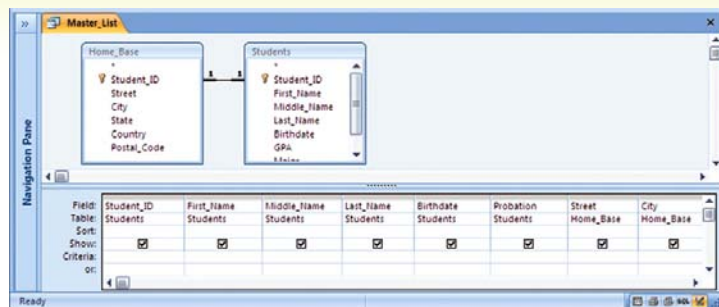 Master_List
Home_Base
*
Student_ID
Street
City
State
Country
Postal_Code
1 1
Students
*
Student_ID
First_Name
Middle_Name
Last_Name
Birthdate
GPA
Navigation Pane
Field: Student_ID First_Name Middle_Name Last_Name Birthdate Probation Street City
Table: Students Students Students Students Students Students Home_Base Home_Base
Sort:
Show:
Criteria:
or:
Ready
SQL